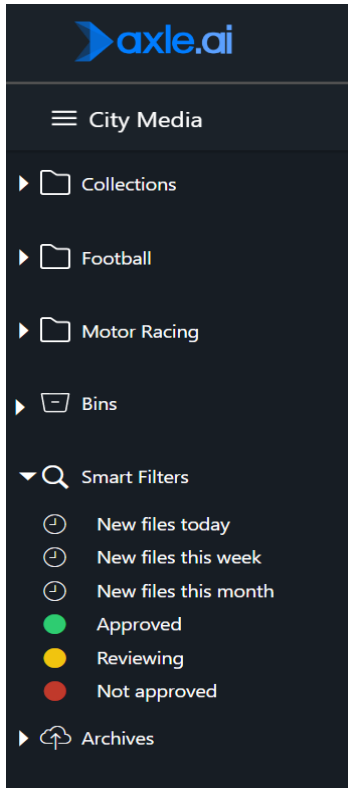 axle.ai
City Media
Collections
Football
Motor Racing
Bins
Smart Filters
New files today
New files this week
New files this month
Approved
Reviewing
Not approved
Archives